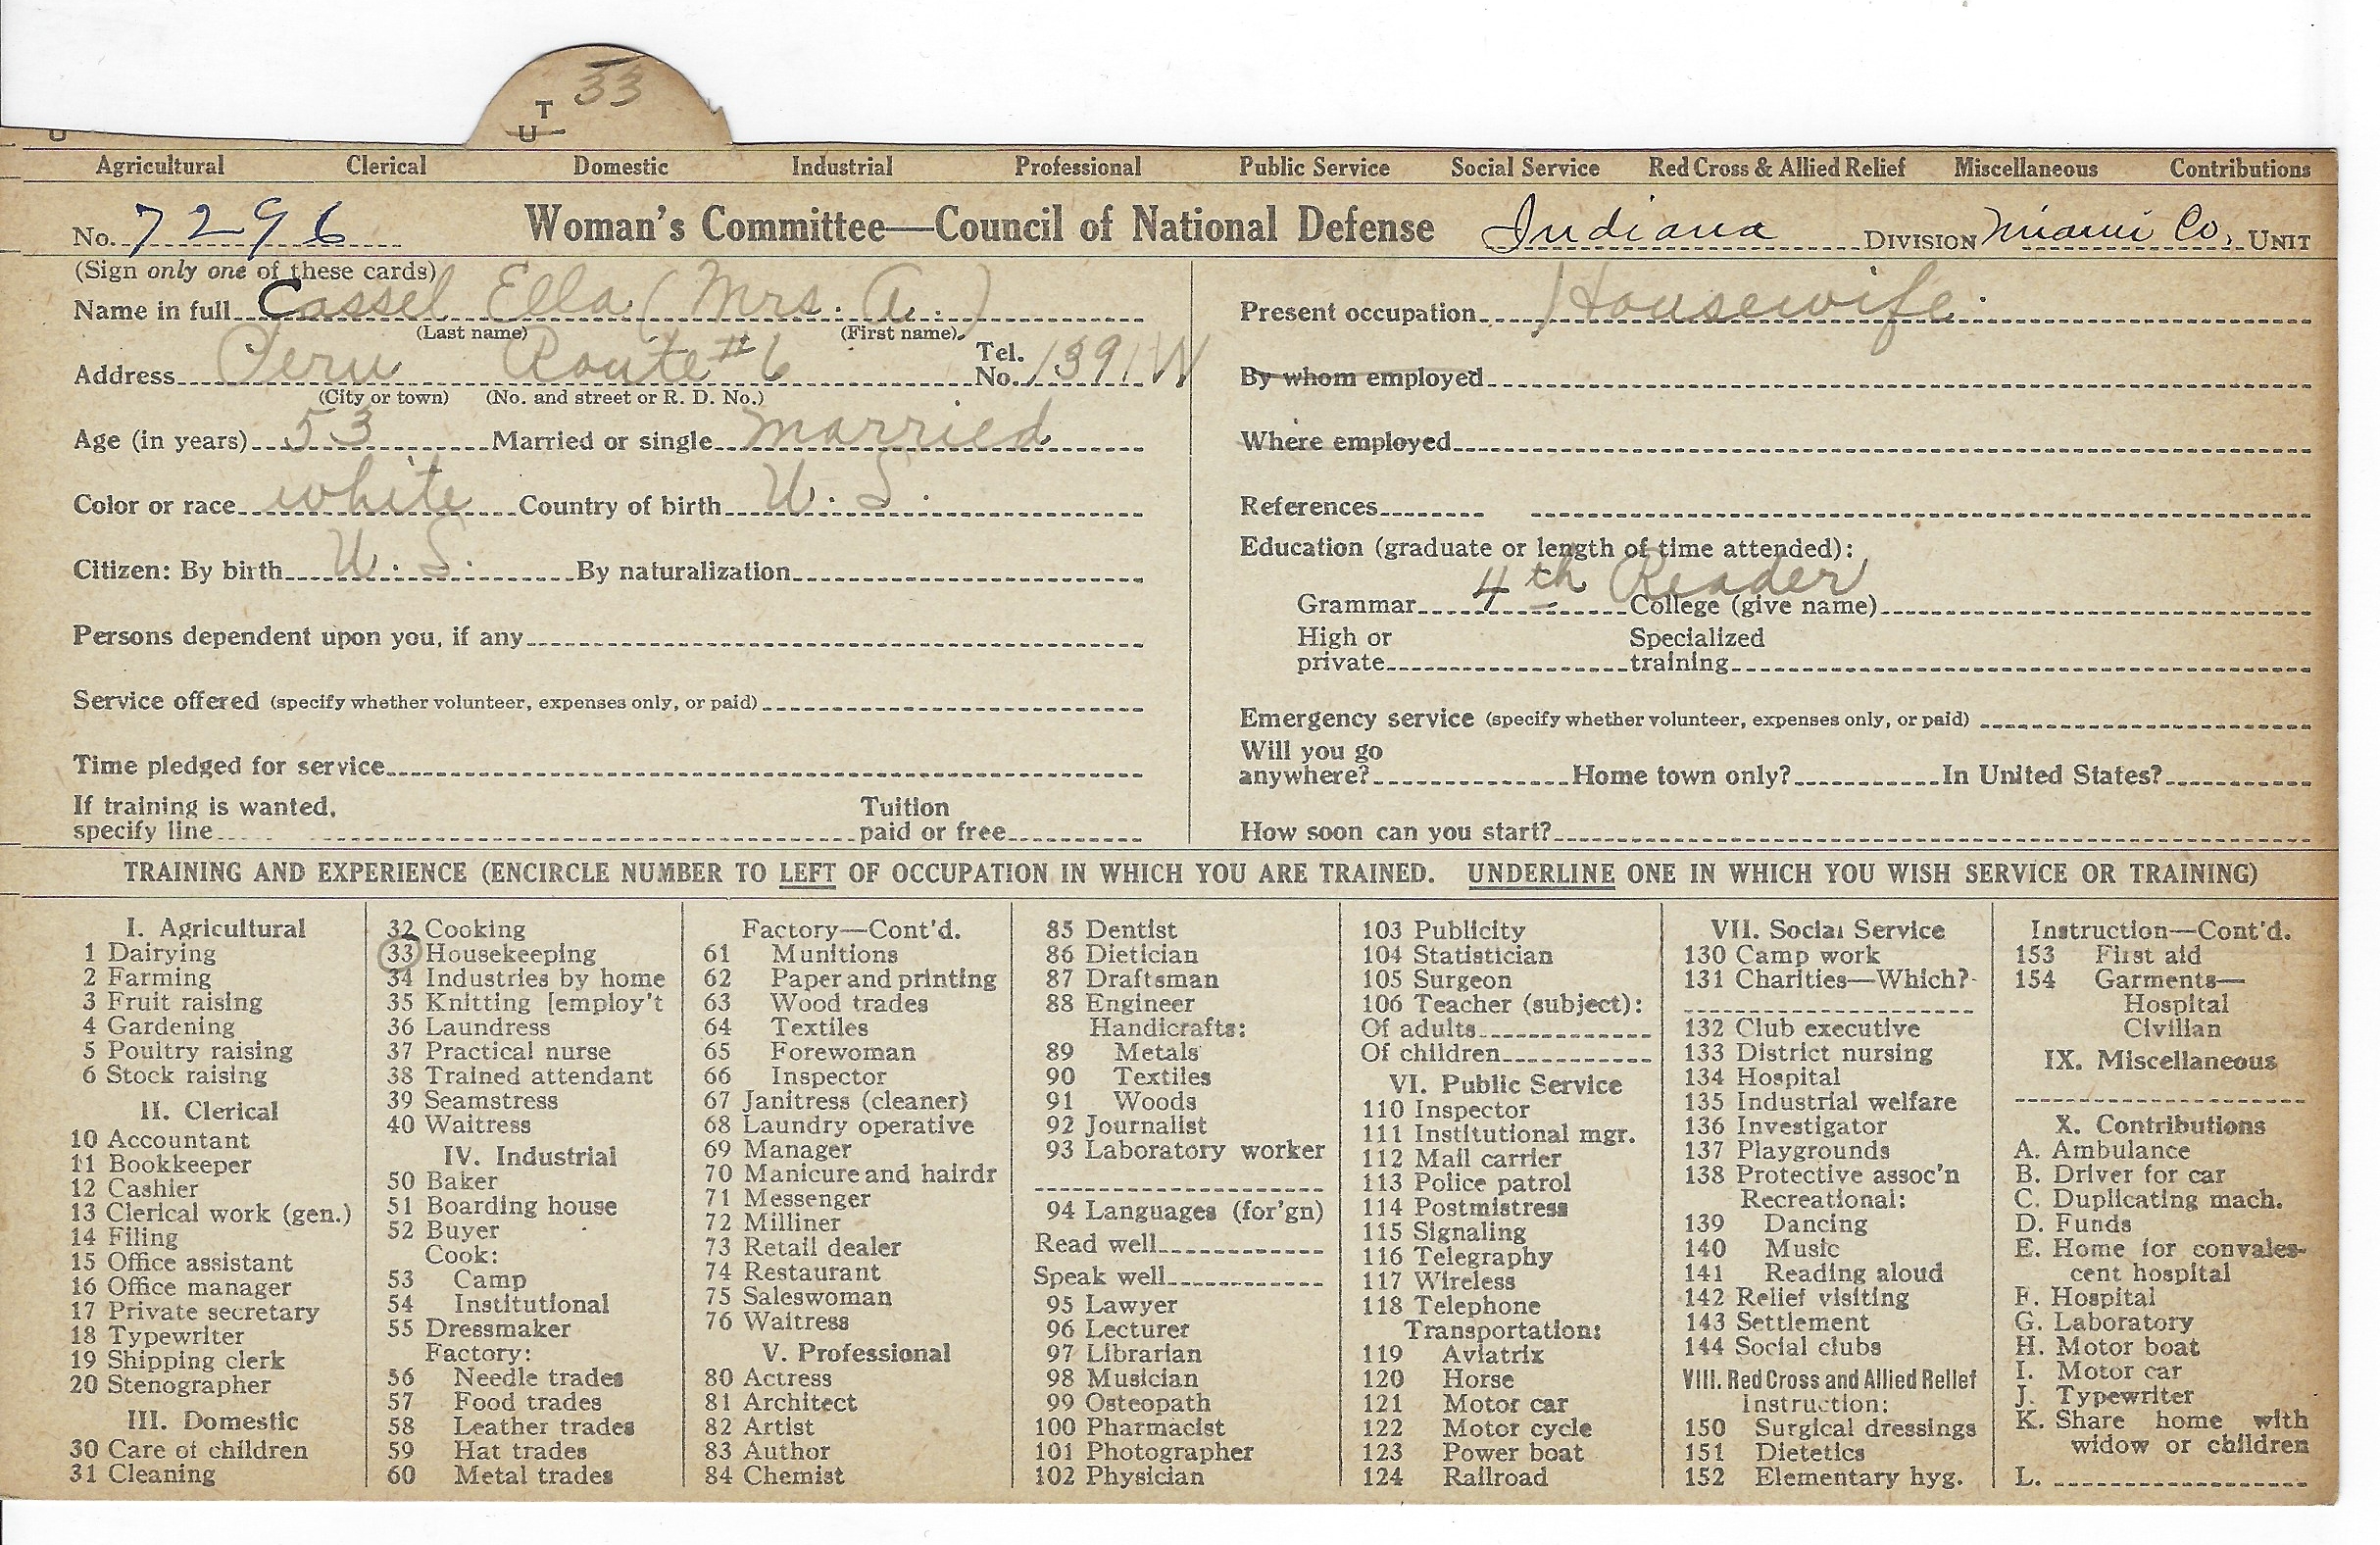 33
T
U
U
Agricultural Clerical Domestic Industrial Professional Public Service Social Service Red Cross & Allied Relief Miscellaneous Contributions
No. 7296 Woman's Committee—Council of National Defense Indiana DIVISION Miami Co. UNIT
(Sign only one of these cards)
Name in full Cassel Ella (Mrs. A.)
(Last name) (First name)
Address Peru Route #6 Tel. No. 1391W
(City or town) (No. and street or R. D. No.)
Age (in years) 53 Married or single married
Color or race white Country of birth U. S.
Citizen: By birth U. S. By naturalization
Persons dependent upon you, if any
Service offered (specify whether volunteer, expenses only, or paid)
Time pledged for service
If training is wanted,
specify line
Tuition
paid or free
Present occupation Housewife
By whom employed
Where employed
References
Education (graduate or length of time attended):
Grammar 4th Reader College (give name)
High or
private
Specialized
training
Emergency service (specify whether volunteer, expenses only, or paid)
Will you go
anywhere? Home town only? In United States?
How soon can you start?
TRAINING AND EXPERIENCE (ENCIRCLE NUMBER TO LEFT OF OCCUPATION IN WHICH YOU ARE TRAINED. UNDERLINE ONE IN WHICH YOU WISH SERVICE OR TRAINING)
I. Agricultural
1 Dairying
2 Farming
3 Fruit raising
4 Gardening
5 Poultry raising
6 Stock raising
II. Clerical
10 Accountant
11 Bookkeeper
12 Cashier
13 Clerical work (gen.)
14 Filing
15 Office assistant
16 Office manager
17 Private secretary
18 Typewriter
19 Shipping clerk
20 Stenographer
III. Domestic
30 Care of children
31 Cleaning
32 Cooking
33 Housekeeping
34 Industries by home
35 Knitting [employ't
36 Laundress
37 Practical nurse
38 Trained attendant
39 Seamstress
40 Waitress
IV. Industrial
50 Baker
51 Boarding house
52 Buyer
Cook:
53 Camp
54 Institutional
55 Dressmaker
Factory:
56 Needle trades
57 Food trades
58 Leather trades
59 Hat trades
60 Metal trades
Factory—Cont'd.
61 Munitions
62 Paper and printing
63 Wood trades
64 Textiles
65 Forewoman
66 Inspector
67 Janitress (cleaner)
68 Laundry operative
69 Manager
70 Manicure and hairdr
71 Messenger
72 Milliner
73 Retail dealer
74 Restaurant
75 Saleswoman
76 Waitress
V. Professional
80 Actress
81 Architect
82 Artist
83 Author
84 Chemist
85 Dentist
86 Dietician
87 Draftsman
88 Engineer
Handicrafts:
89 Metals
90 Textiles
91 Woods
92 Journalist
93 Laboratory worker
94 Languages (for'gn)
Read well
Speak well
95 Lawyer
96 Lecturer
97 Librarian
98 Musician
99 Osteopath
100 Pharmacist
101 Photographer
102 Physician
103 Publicity
104 Statistician
105 Surgeon
106 Teacher (subject):
Of adults
Of children
VI. Public Service
110 Inspector
111 Institutional mgr.
112 Mail carrier
113 Police patrol
114 Postmistress
115 Signaling
116 Telegraphy
117 Wireless
118 Telephone
Transportation:
119 Aviatrix
120 Horse
121 Motor car
122 Motor cycle
123 Power boat
124 Railroad
VII. Social Service
130 Camp work
131 Charities—Which?
132 Club executive
133 District nursing
134 Hospital
135 Industrial welfare
136 Investigator
137 Playgrounds
138 Protective assoc'n
Recreational:
139 Dancing
140 Music
141 Reading aloud
142 Relief visiting
143 Settlement
144 Social clubs
VIII. Red Cross and Allied Relief
Instruction:
150 Surgical dressings
151 Dietetics
152 Elementary hyg.
Instruction—Cont'd.
153 First aid
154 Garments—
Hospital
Civilian
IX. Miscellaneous
X. Contributions
A. Ambulance
B. Driver for car
C. Duplicating mach.
D. Funds
E. Home for convales-
cent hospital
F. Hospital
G. Laboratory
H. Motor boat
I. Motor car
J. Typewriter
K. Share home with
widow or children
L.